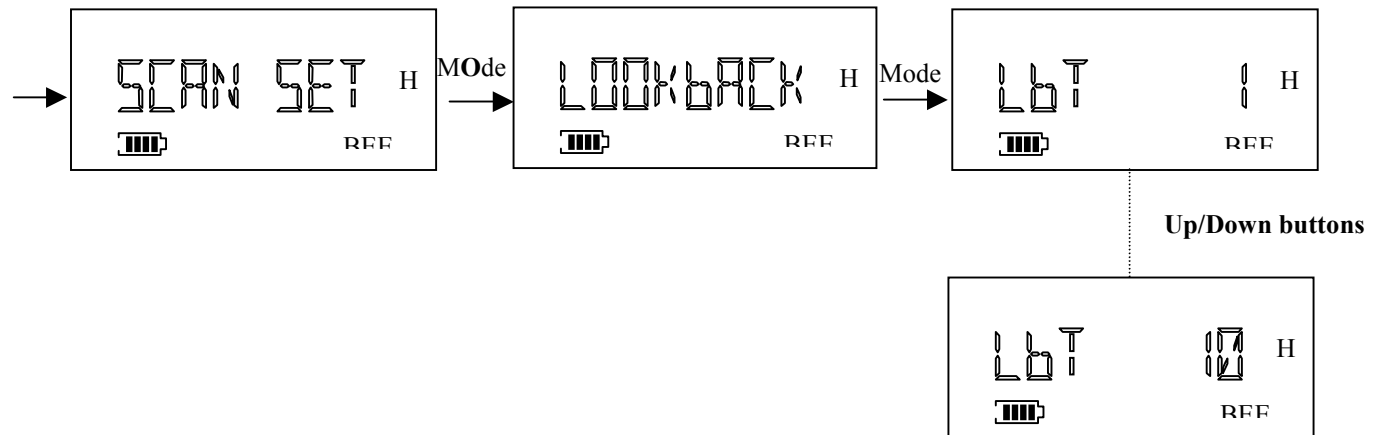 SCAN SET H
MOde
LOOKbACK H
Mode
LbT 1 H
Up/Down buttons
LbT 10 H